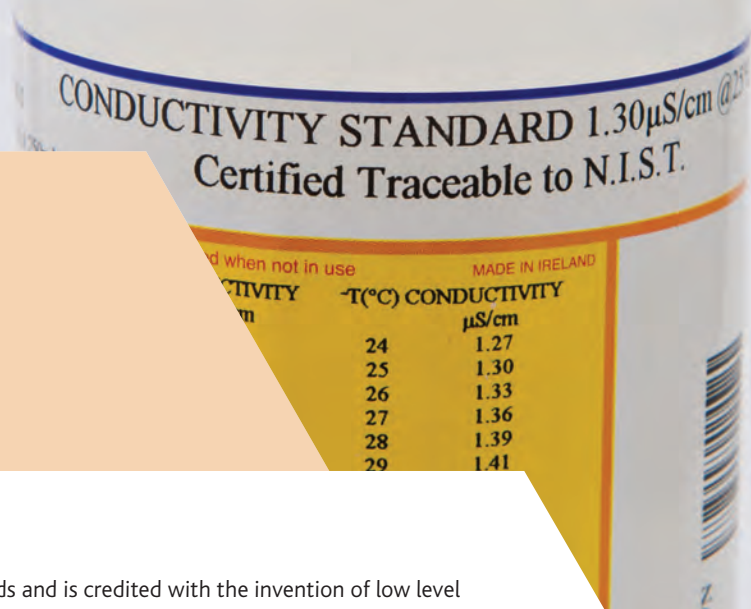 CONDUCTIVITY STANDARD 1.30µS/cm @25
Certified Traceable to N.I.S.T.
when not in use MADE IN IRELAND
T(°C) CONDUCTIVITY
µS/cm
24 1.27
25 1.30
26 1.33
27 1.36
28 1.39
29 1.41
and is credited with the invention of low level